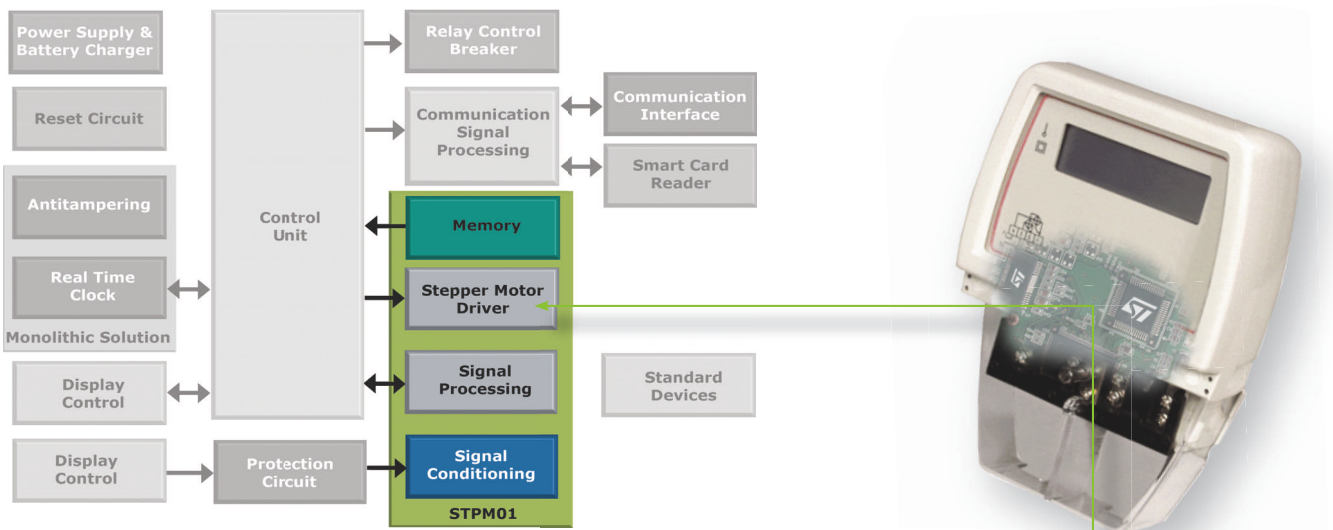 Power Supply &
Battery Charger
Reset Circuit
Antitampering
Real Time
Clock
Monolithic Solution
Display
Control
Display
Control
Control
Unit
Protection
Circuit
Relay Control
Breaker
Communication
Signal
Processing
Communication
Interface
Smart Card
Reader
Memory
Stepper Motor
Driver
Signal
Processing
Signal
Conditioning
STPM01
Standard
Devices
ST